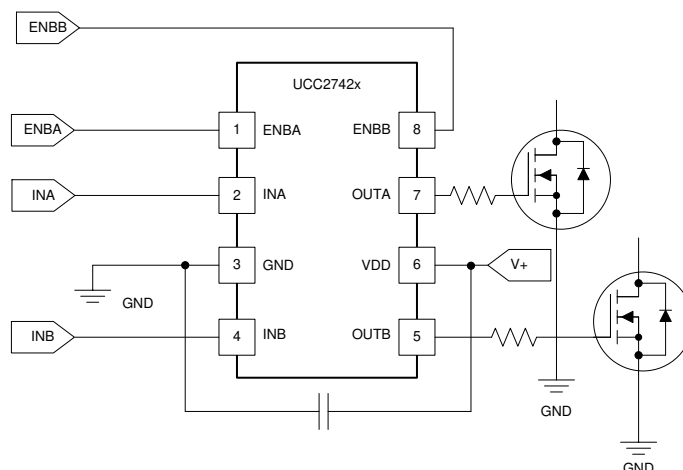 ENBB
UCC2742x
ENBA
1
ENBA
ENBB
8
INA
2
INA
OUTA
7
3
GND
VDD
6
V+
GND
INB
4
INB
OUTB
5
GND
GND